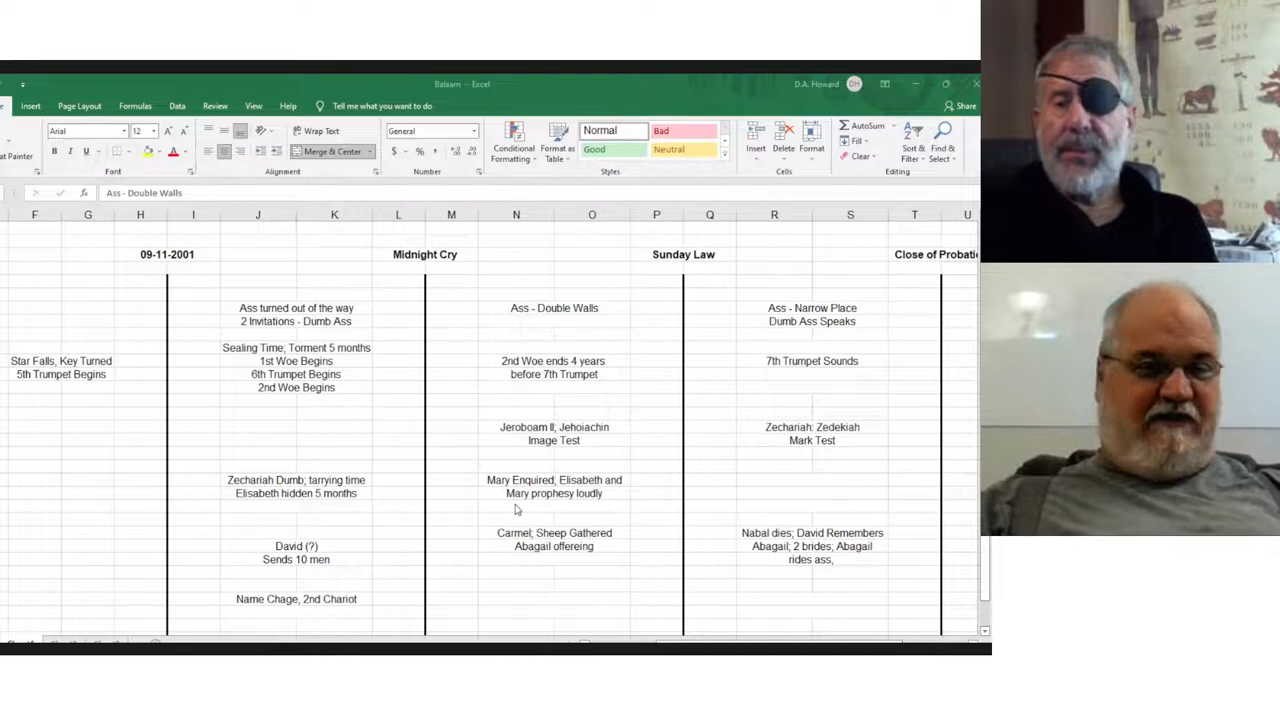 Balaam - Excel
D.A. Howard
DH
Insert
Page Layout
Formulas
Data
Review
View
Help
Tell me what you want to do
Share
Arial
12
Wrap Text
General
Normal
Bad
AutoSum
Fill
at Painter
B I U
Merge & Center
$ % ,
Conditional
Formatting
Format as
Table
Good
Neutral
Insert
Delete
Format
Clear
Sort &
Filter
Find &
Select
Font
Alignment
Number
Styles
Cells
Editing
fx
Ass - Double Walls
F G H I J K L M N O P Q R S T U
09-11-2001
Midnight Cry
Sunday Law
Close of Probati
Ass turned out of the way
2 Invitations - Dumb Ass
Ass - Double Walls
Ass - Narrow Place
Dumb Ass Speaks
Star Falls, Key Turned
5th Trumpet Begins
Sealing Time; Torment 5 months
1st Woe Begins
6th Trumpet Begins
2nd Woe Begins
2nd Woe ends 4 years
before 7th Trumpet
7th Trumpet Sounds
Jeroboam II; Jehoiachin
Image Test
Zechariah: Zedekiah
Mark Test
Zechariah Dumb; tarrying time
Elisabeth hidden 5 months
Mary Enquired; Elisabeth and
Mary prophesy loudly
David (?)
Sends 10 men
Carmel; Sheep Gathered
Abagail offereing
Nabal dies; David Remembers
Abagail; 2 brides; Abagail
rides ass,
Name Chage, 2nd Chariot